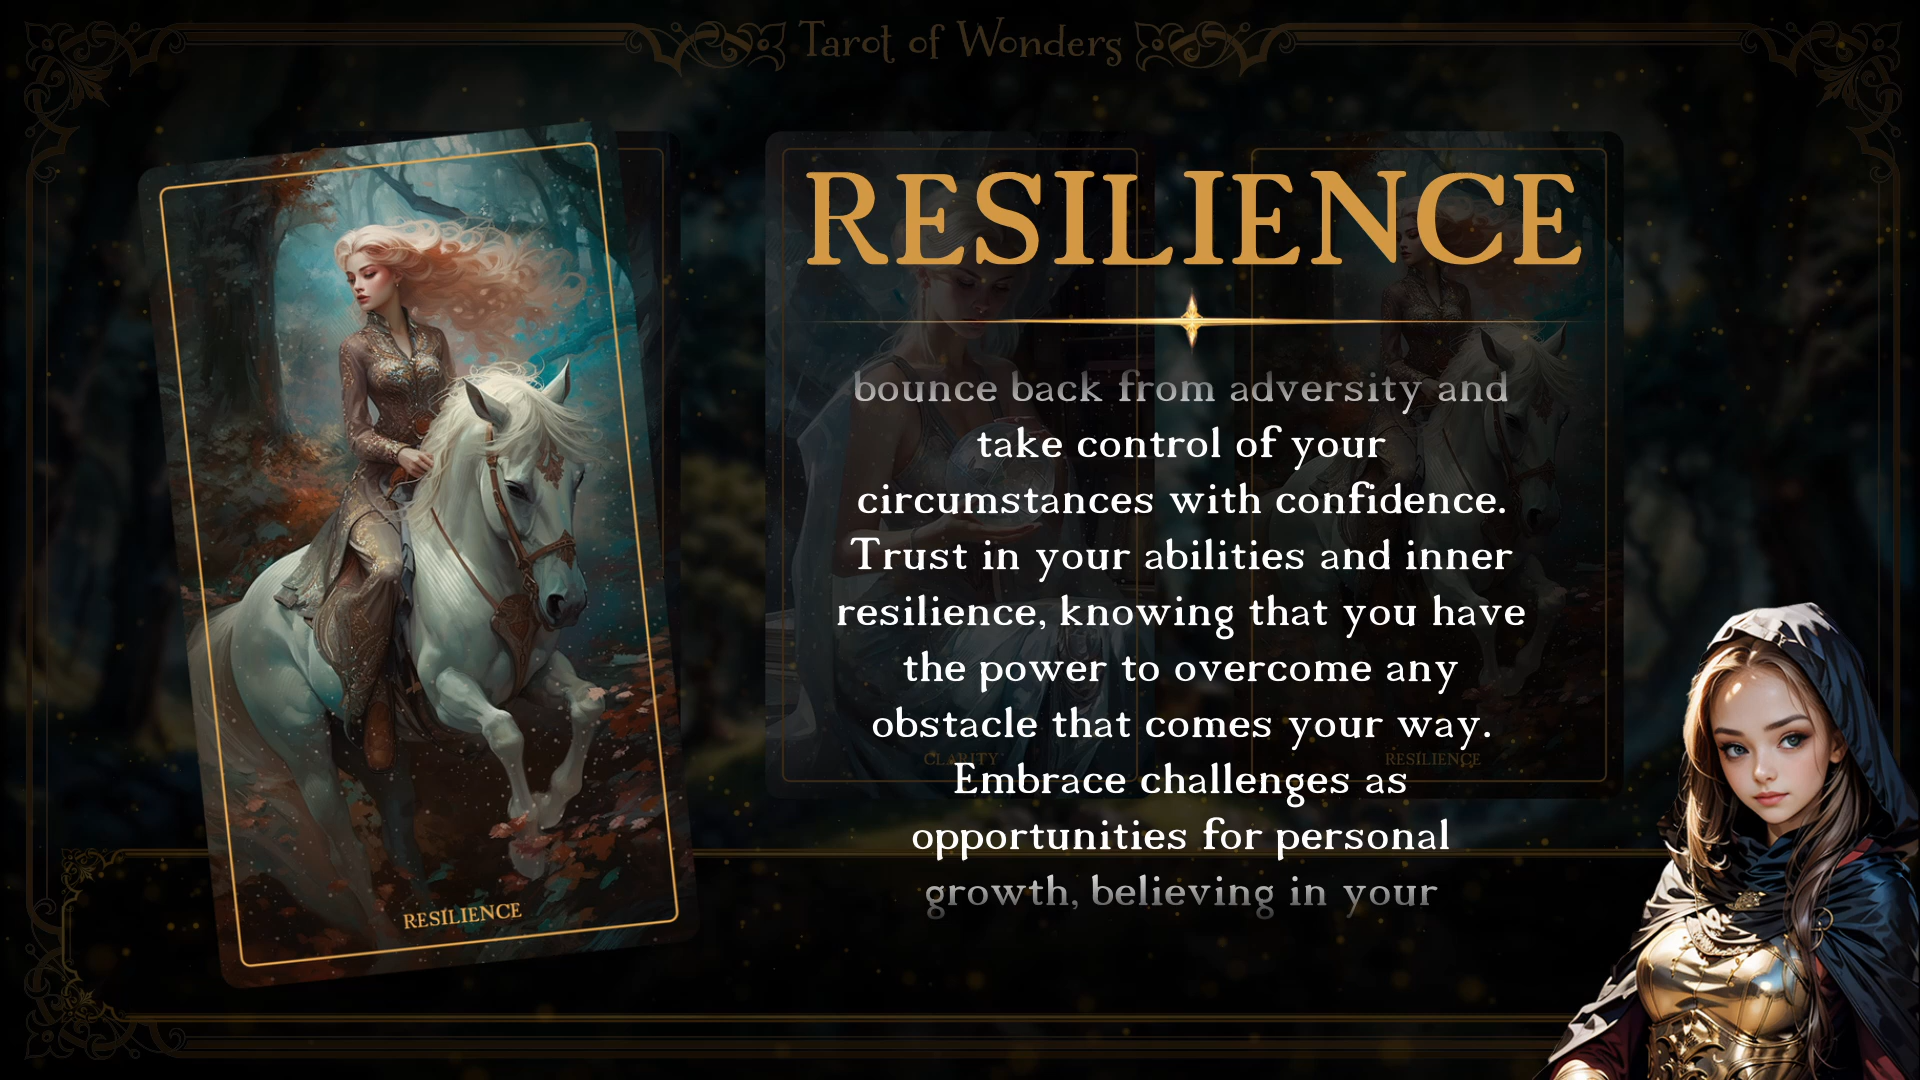 Tarot of Wonders
RESILIENCE
bounce back from adversity and
take control of your
circumstances with confidence.
Trust in your abilities and inner
resilience, knowing that you have
the power to overcome any
obstacle that comes your way.
Embrace challenges as
opportunities for personal
growth, believing in your
RESILIENCE
CLARITY
RESILIENCE